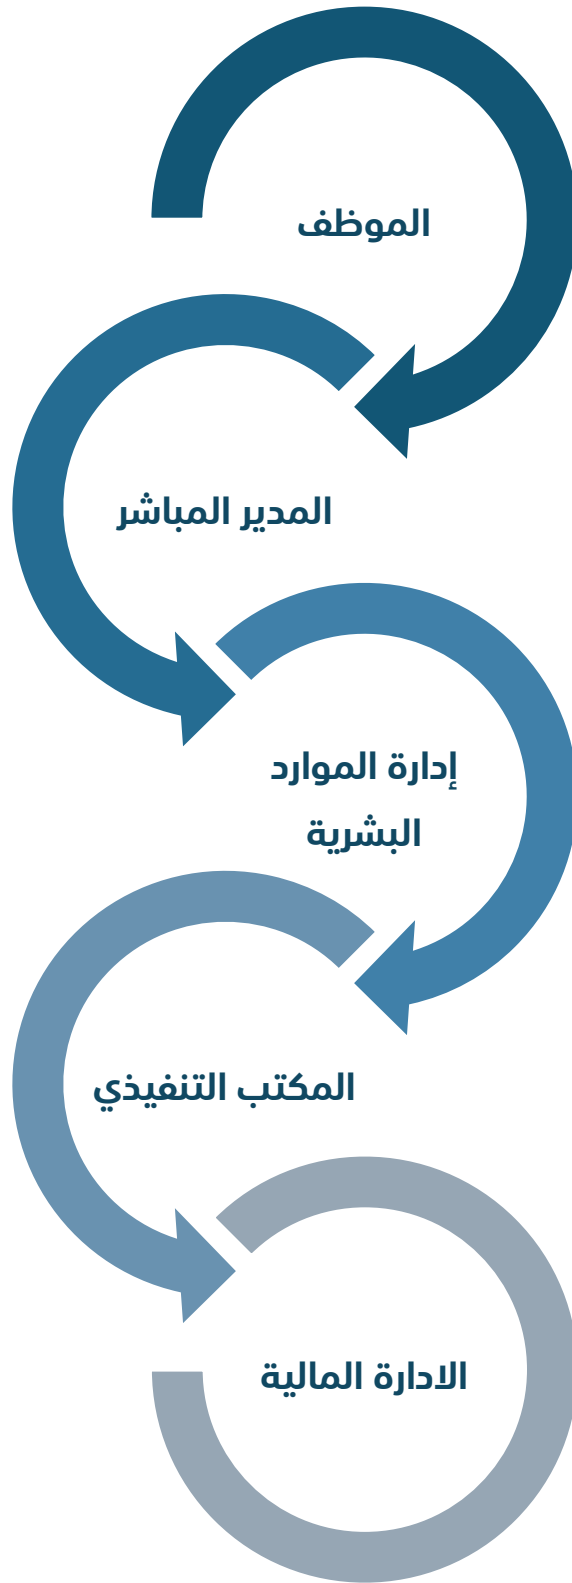 الموظف
المدير المباشر
إدارة الموارد
البشرية
المكتب التنفيذي
الادارة المالية